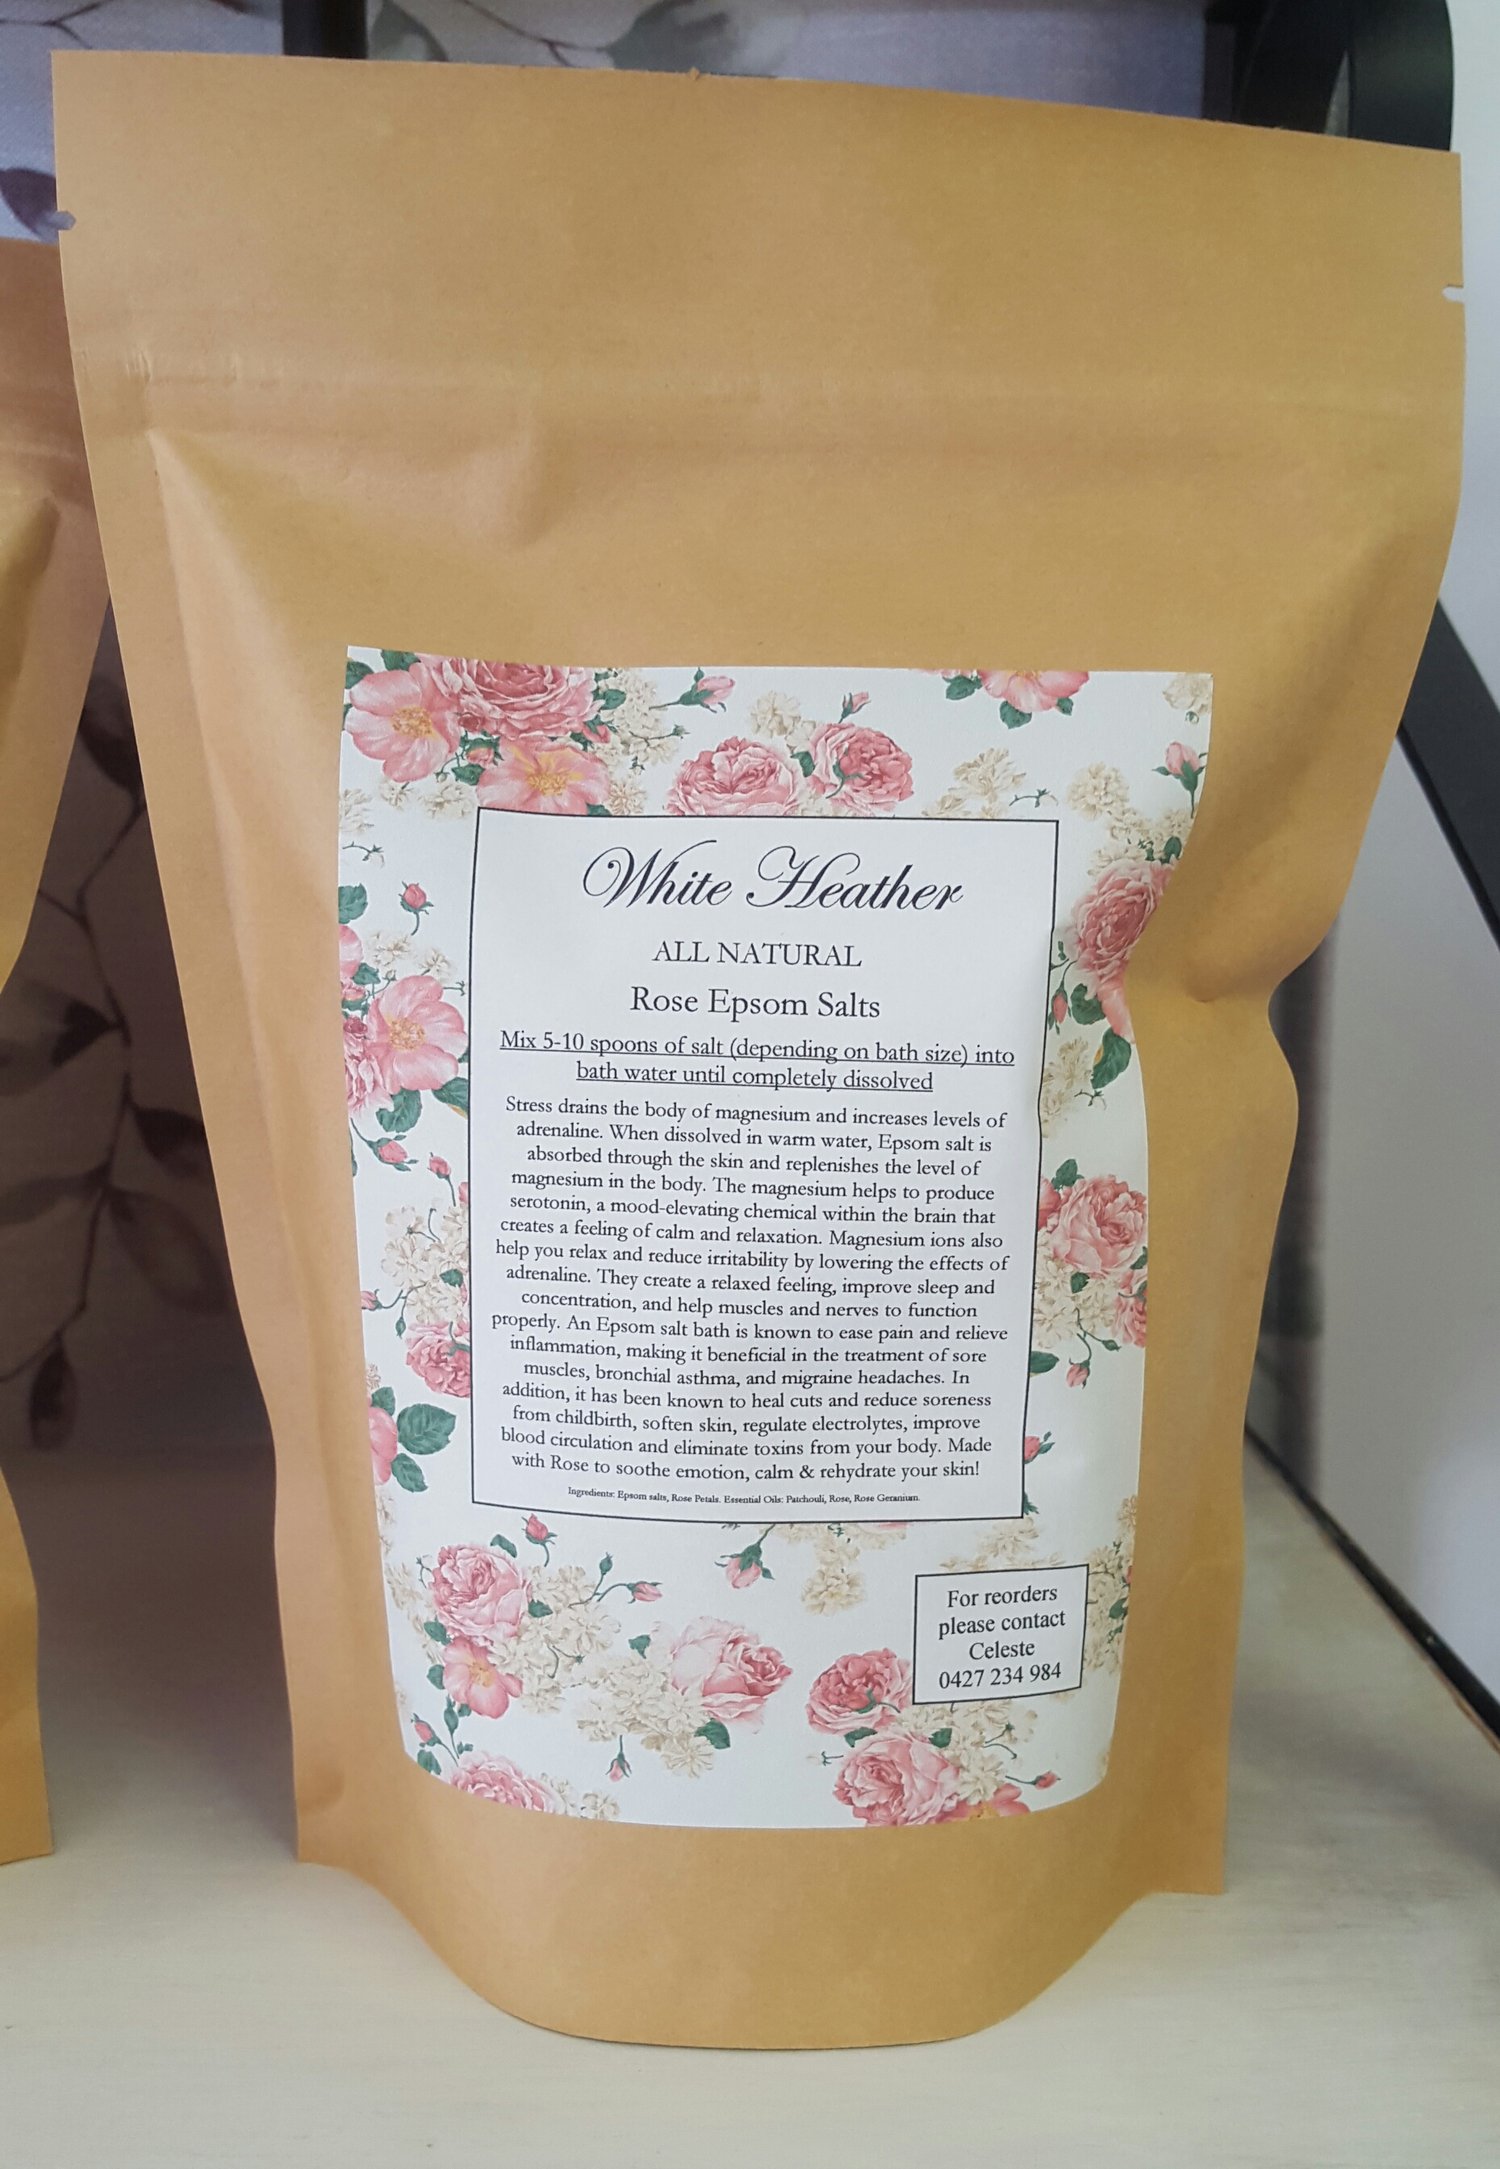 White Heather
ALL NATURAL
Rose Epsom Salts
Mix 5-10 spoons of salt (depending on bath size) into
bath water until completely dissolved
Stress drains the body of magnesium and increases levels of
adrenaline. When dissolved in warm water, Epsom salt is
absorbed through the skin and replenishes the level of
magnesium in the body. The magnesium helps to produce
serotonin, a mood-elevating chemical within the brain that
creates a feeling of calm and relaxation. Magnesium ions also
help you relax and reduce irritability by lowering the effects of
adrenaline. They create a relaxed feeling, improve sleep and
concentration, and help muscles and nerves to function
properly. An Epsom salt bath is known to ease pain and relieve
inflammation, making it beneficial in the treatment of sore
muscles, bronchial asthma, and migraine headaches. In
addition, it has been known to heal cuts and reduce soreness
from childbirth, soften skin, regulate electrolytes, improve
blood circulation and eliminate toxins from your body. Made
with Rose to soothe emotion, calm & rehydrate your skin!
Ingredients: Epsom salts, Rose Petals. Essential Oils: Patchouli, Rose, Rose Geranium.
For reorders
please contact
Celeste
0427 234 984